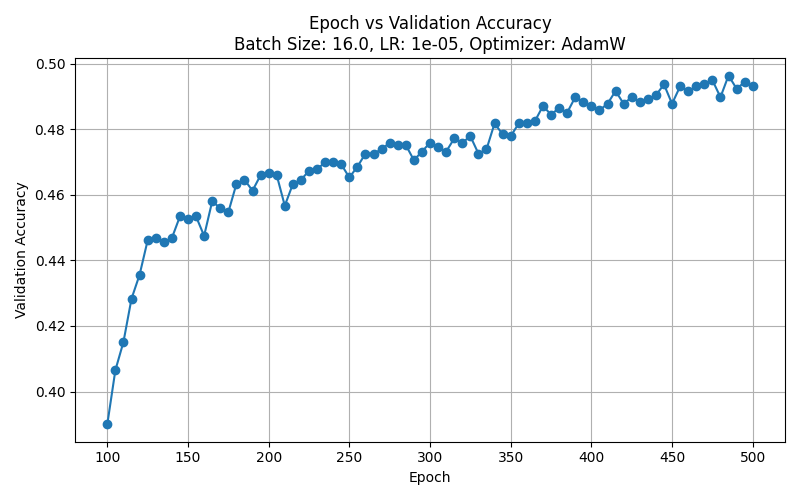 Epoch vs Validation Accuracy
Batch Size: 16.0, LR: 1e-05, Optimizer: AdamW
0.50
0.48
0.46
0.44
0.42
0.40
Validation Accuracy
100 150 200 250 300 350 400 450 500
Epoch